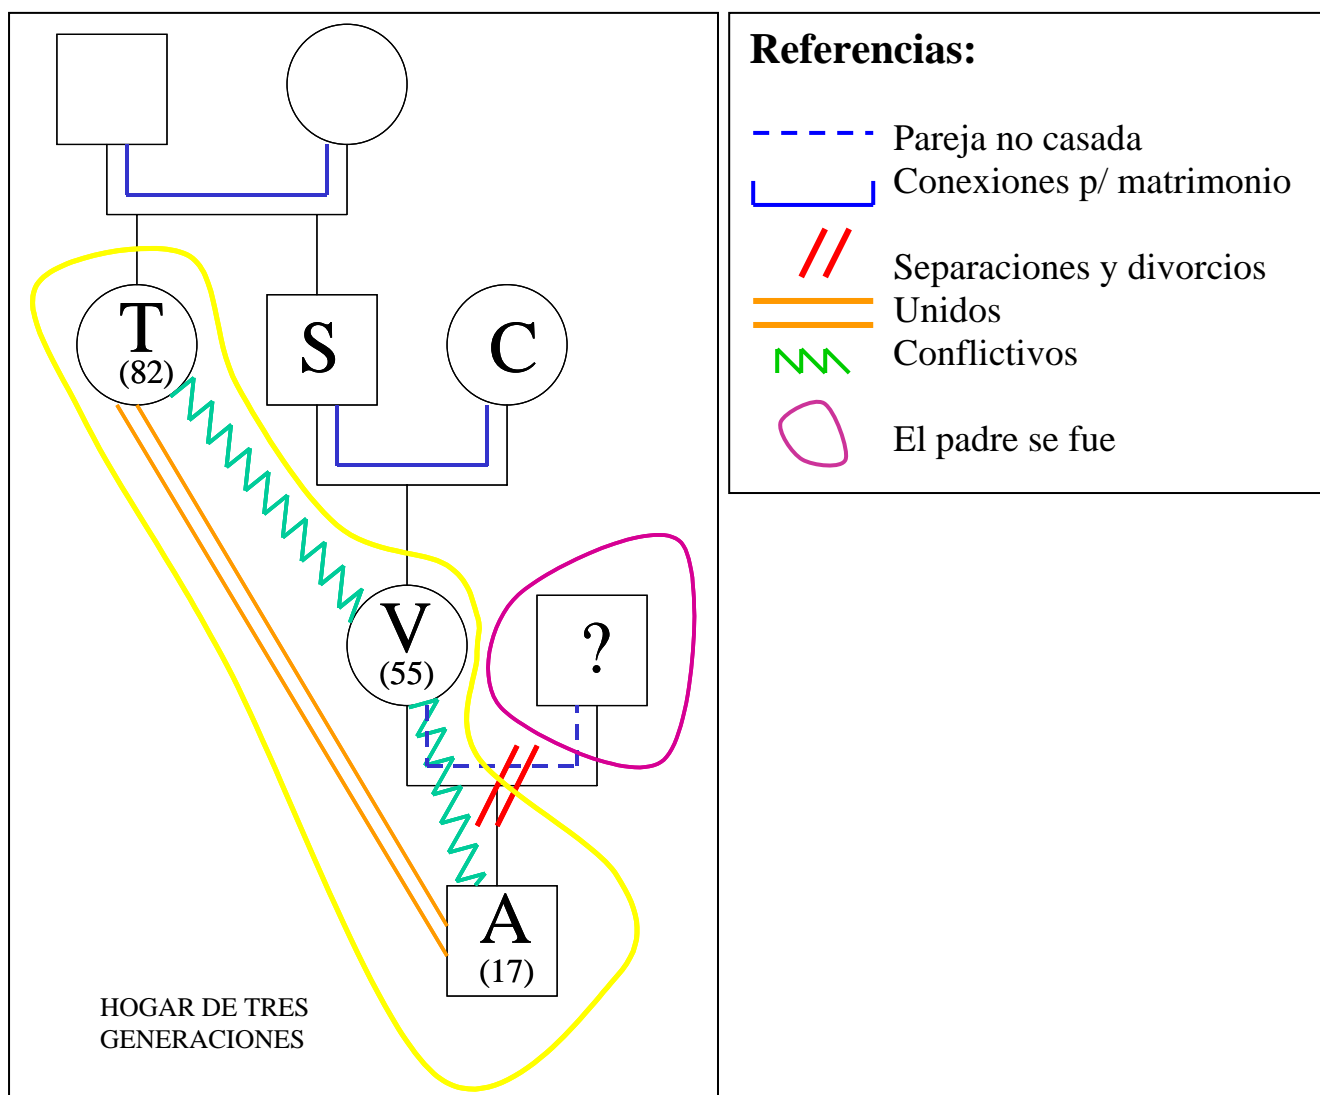 Referencias:
Pareja no casada
Conexiones p/ matrimonio
Separaciones y divorcios
Unidos
Conflictivos
El padre se fue
T
(82)
S
C
V
(55)
?
A
(17)
HOGAR DE TRES
GENERACIONES